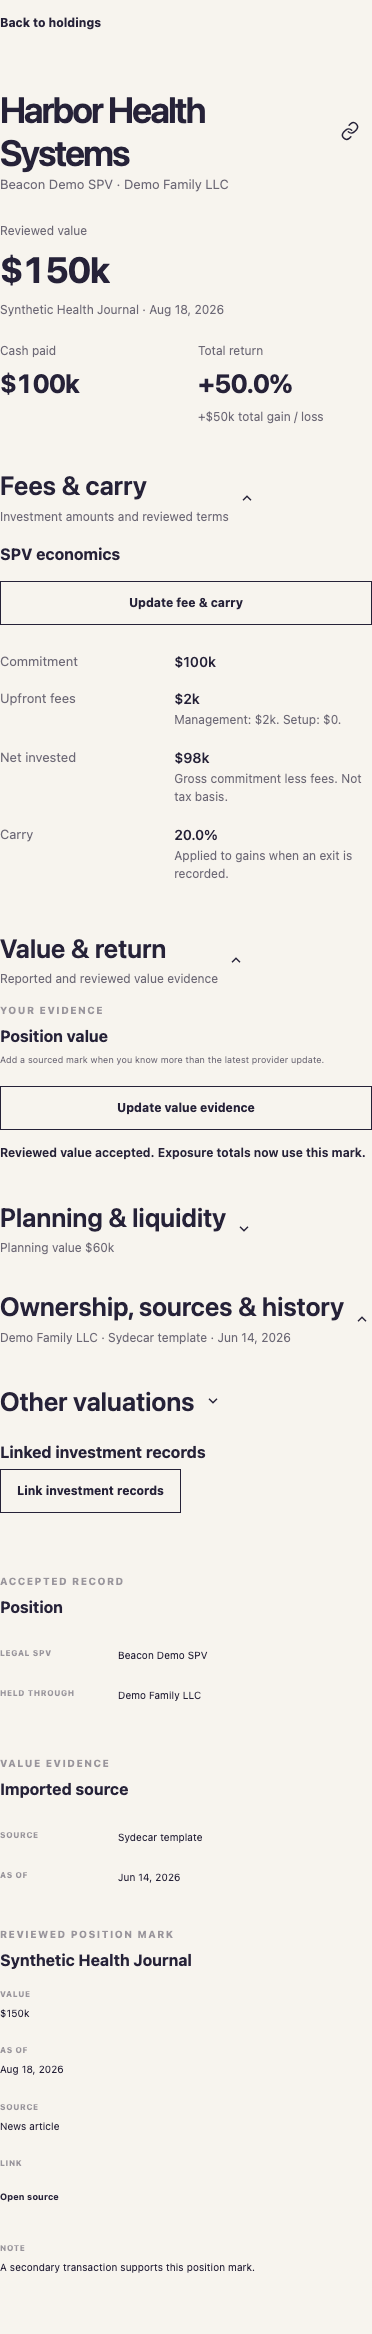 Back to holdings
Harbor Health
Systems
Beacon Demo SPV · Demo Family LLC
Reviewed value
$150k
Synthetic Health Journal · Aug 18, 2026
Cash paid
$100k
Total return
+50.0%
+$50k total gain / loss
Fees & carry
Investment amounts and reviewed terms
SPV economics
Update fee & carry
Commitment
$100k
Upfront fees
$2k
Management: $2k. Setup: $0.
Net invested
$98k
Gross commitment less fees. Not
tax basis.
Carry
20.0%
Applied to gains when an exit is
recorded.
Value & return
Reported and reviewed value evidence
YOUR EVIDENCE
Position value
Add a sourced mark when you know more than the latest provider update.
Update value evidence
Reviewed value accepted. Exposure totals now use this mark.
Planning & liquidity
Planning value $60k
Ownership, sources & history
Demo Family LLC · Sydecar template · Jun 14, 2026
Other valuations
Linked investment records
Link investment records
ACCEPTED RECORD
Position
LEGAL SPV
Beacon Demo SPV
HELD THROUGH
Demo Family LLC
VALUE EVIDENCE
Imported source
SOURCE
Sydecar template
AS OF
Jun 14, 2026
REVIEWED POSITION MARK
Synthetic Health Journal
VALUE
$150k
AS OF
Aug 18, 2026
SOURCE
News article
LINK
Open source
NOTE
A secondary transaction supports this position mark.